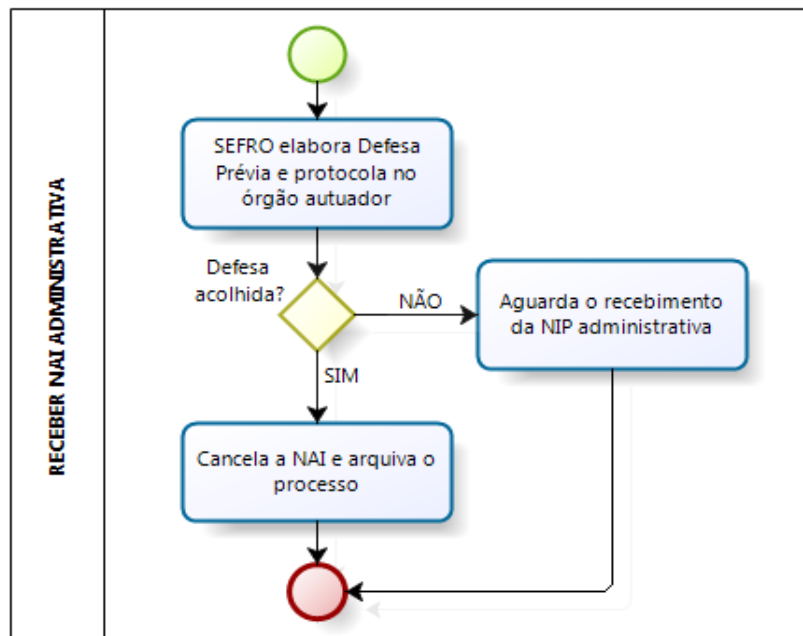 RECEBER NAI ADMINISTRATIVA
SEFRO elabora Defesa
Prévia e protocola no
órgão autuador
Defesa
acolhida?
NÃO
Aguarda o recebimento
da NIP administrativa
SIM
Cancela a NAI e arquiva o
processo